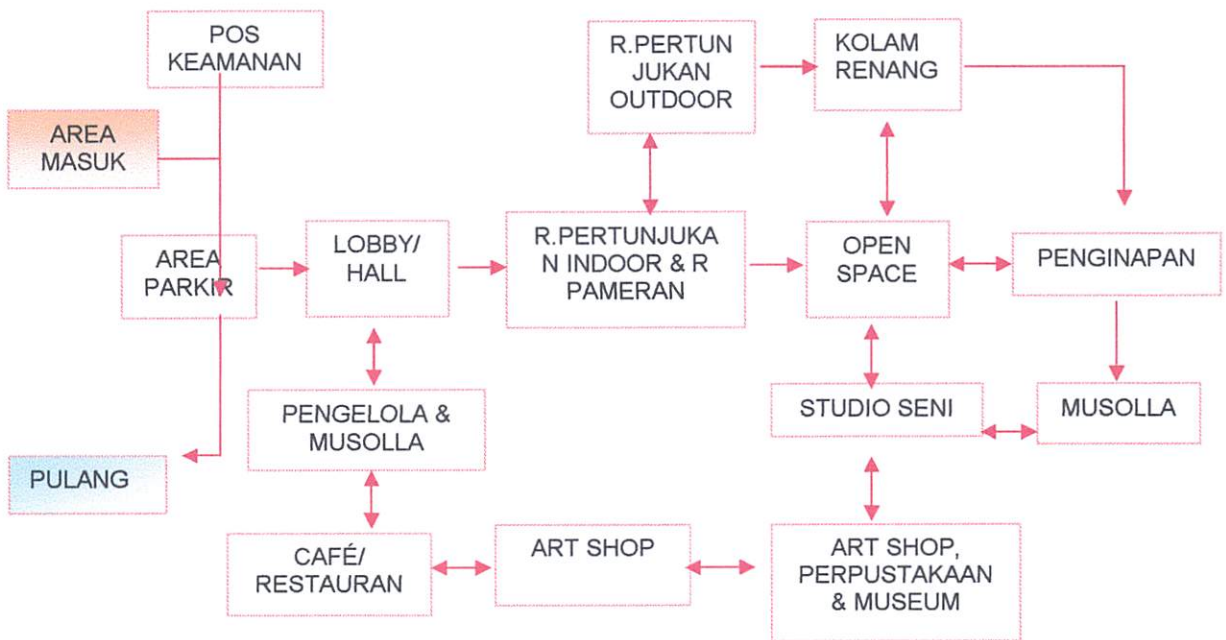 POS
KEAMANAN
R.PERTUN
JUKAN
OUTDOOR
KOLAM
RENANG
AREA
MASUK
AREA
PARKIR
LOBBY/
HALL
R.PERTUNJUKA
N INDOOR & R
PAMERAN
OPEN
SPACE
PENGINAPAN
PENGELOLA &
MUSOLLA
STUDIO SENI
MUSOLLA
PULANG
CAFÉ/
RESTAURAN
ART SHOP
ART SHOP,
PERPUSTAKAAN
& MUSEUM